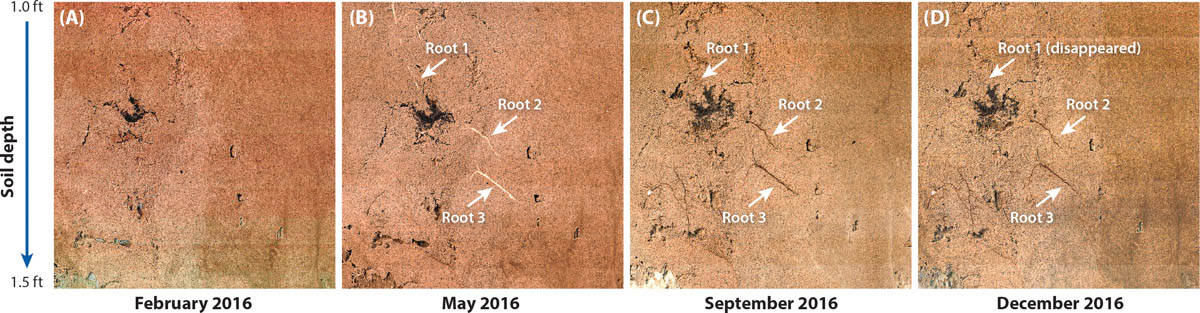 1.0 ft
Soil depth
1.5 ft
(A)
February 2016
(B)
Root 1
Root 2
Root 3
May 2016
(C)
Root 1
Root 2
Root 3
September 2016
(D)
Root 1 (disappeared)
Root 2
Root 3
December 2016